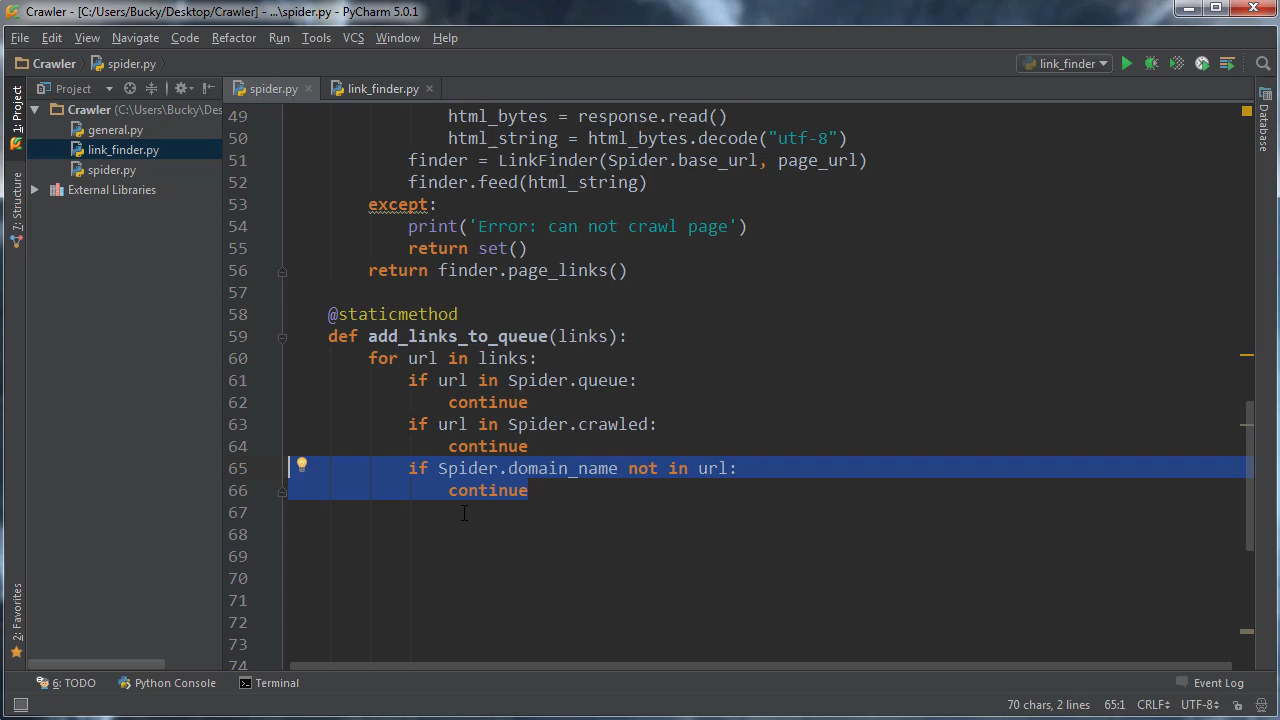 Crawler - [C:/Users/Bucky/Desktop/Crawler] - ...\spider.py - PyCharm 5.0.1
File Edit View Navigate Code Refactor Run Tools VCS Window Help
Crawler spider.py link_finder
Project spider.py link_finder.py
1: Project
7: Structure
2: Favorites
Database
Crawler (C:\Users\Bucky\Des
general.py
link_finder.py
spider.py
External Libraries
49 html_bytes = response.read()
50 html_string = html_bytes.decode("utf-8")
51 finder = LinkFinder(Spider.base_url, page_url)
52 finder.feed(html_string)
53 except:
54 print('Error: can not crawl page')
55 return set()
56 return finder.page_links()
57
58 @staticmethod
59 def add_links_to_queue(links):
60 for url in links:
61 if url in Spider.queue:
62 continue
63 if url in Spider.crawled:
64 continue
65 if Spider.domain_name not in url:
66 continue
67
68
69
70
71
72
73
74
6: TODO Python Console Terminal Event Log
70 chars, 2 lines 65:1 CRLF UTF-8